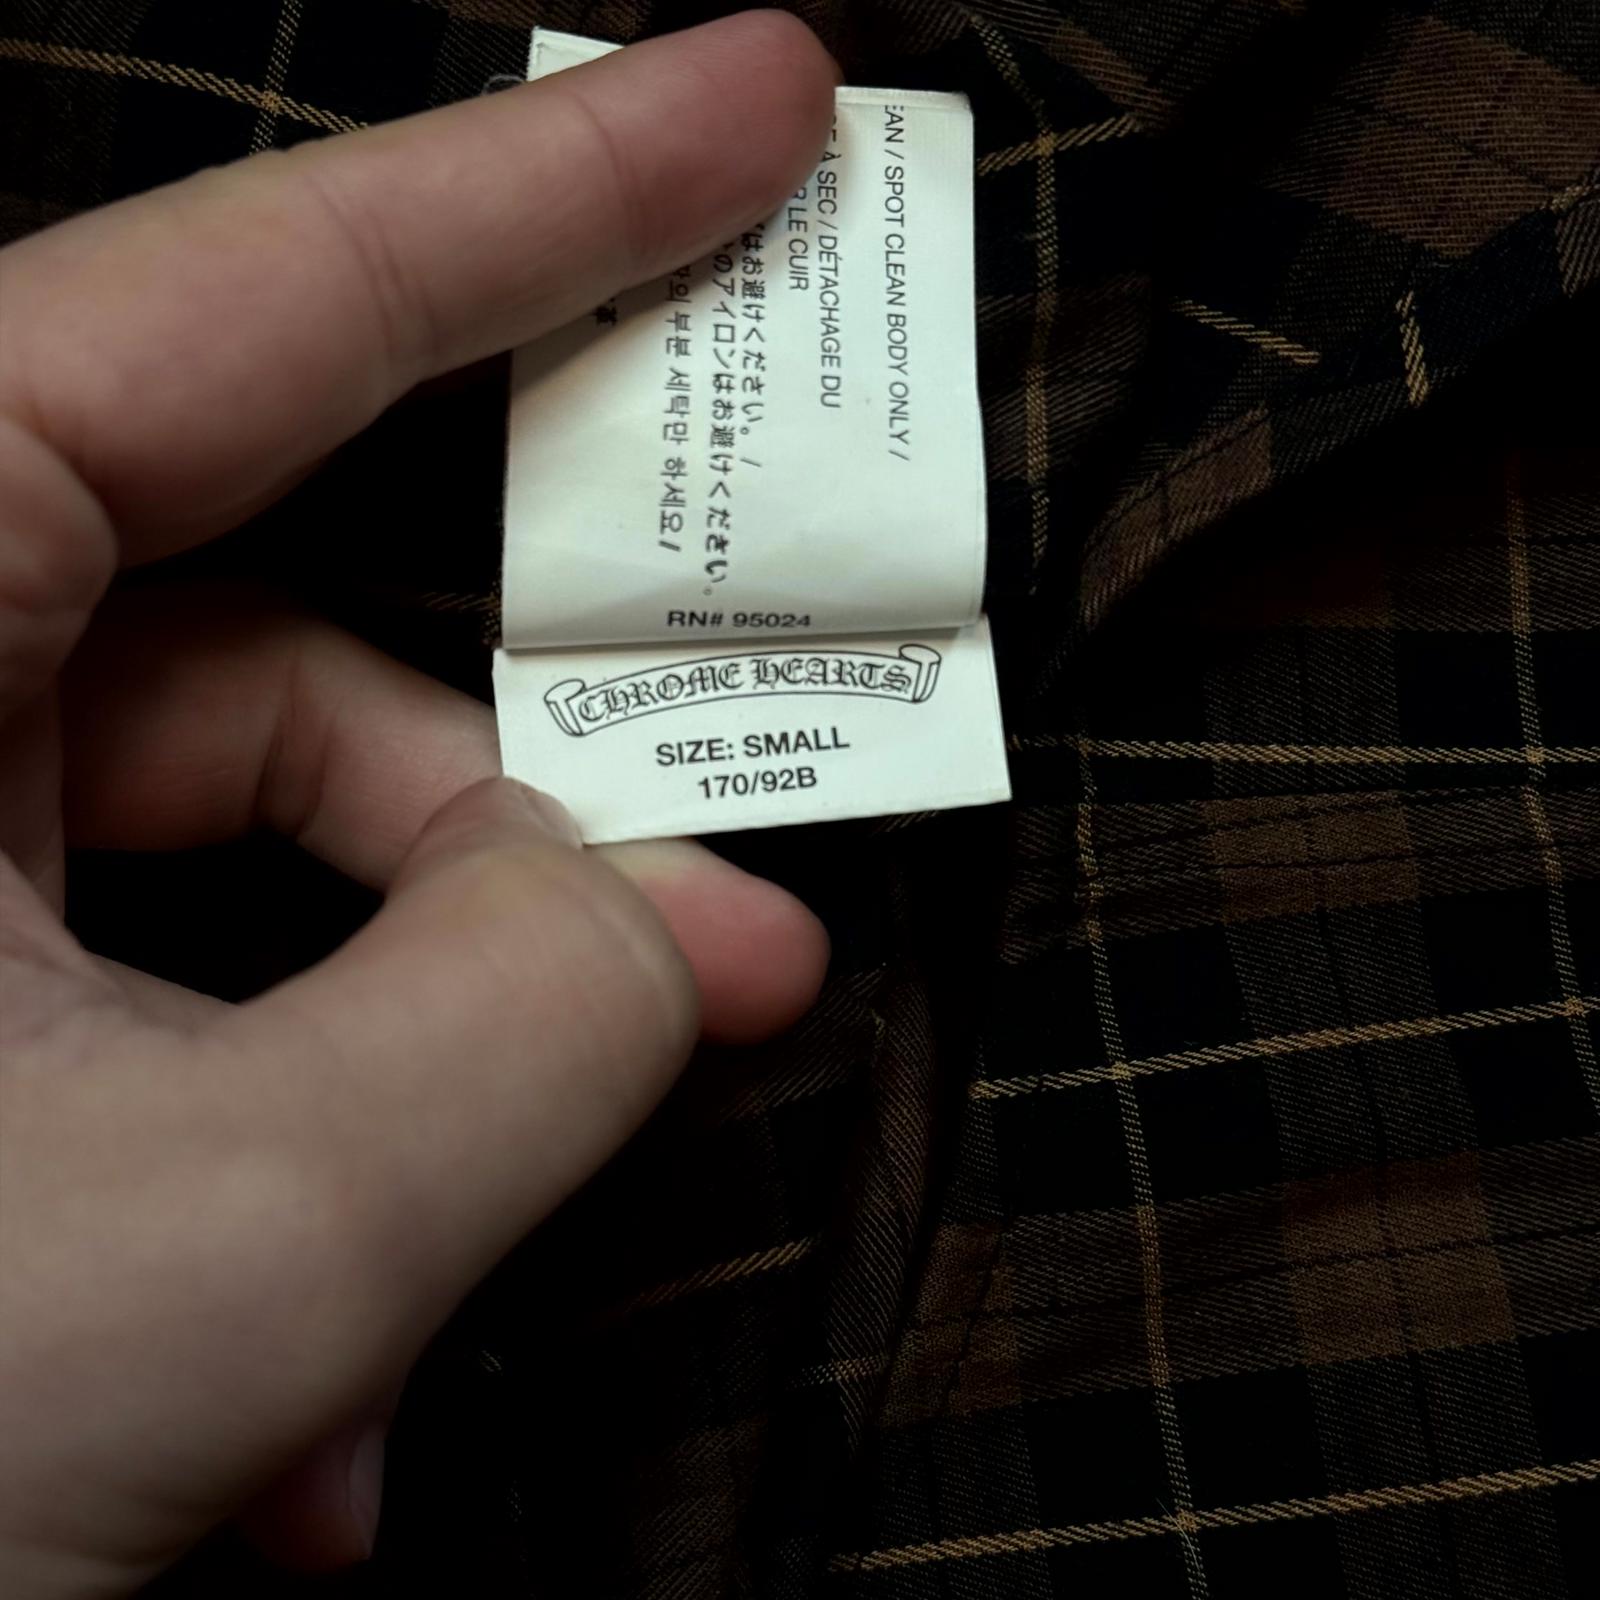 SPOT CLEAN BODY ONLY /
À SEC / DÉTACHAGE DU
LE CUIR
はお避けください。 /
のアイロンはお避けください。
부분 세탁만 하세요 /
革
RN# 95024
CHROME HEARTS
SIZE: SMALL
170/92B